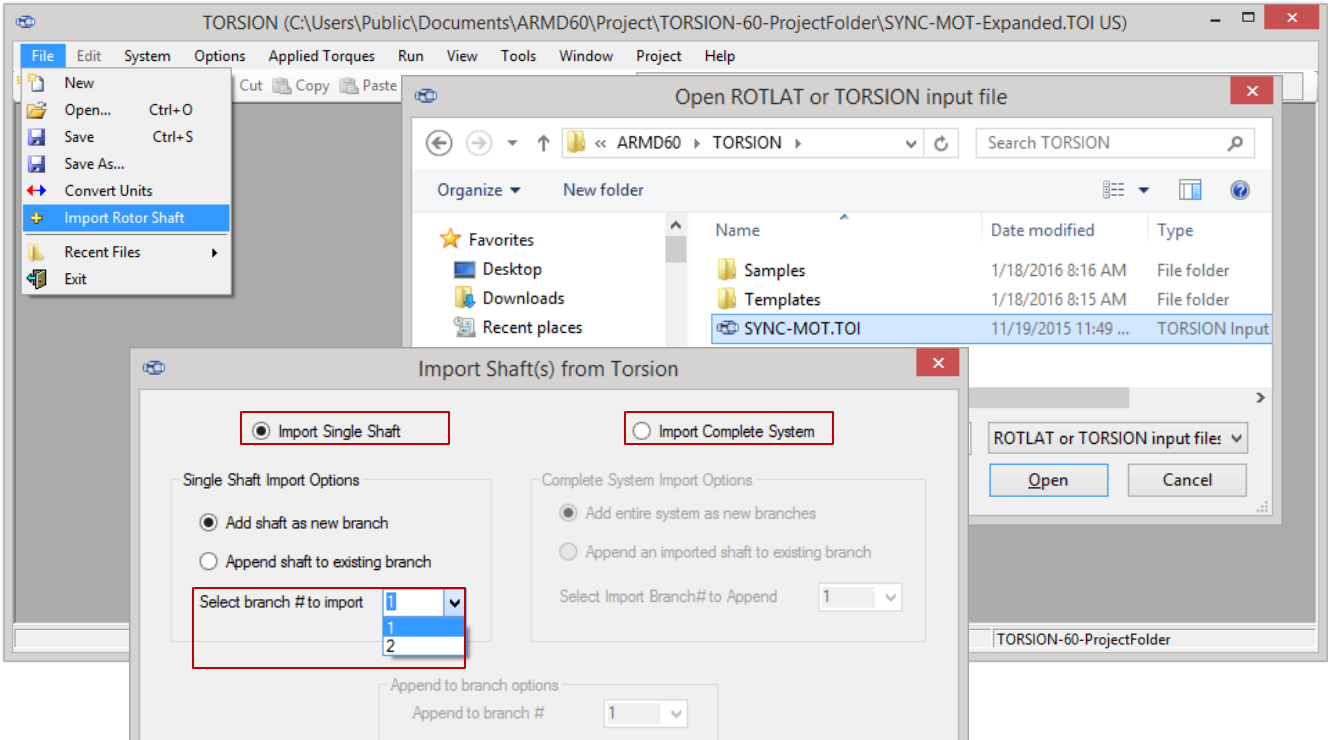 TORSION (C:\Users\Public\Documents\ARMD60\Project\TORSION-60-ProjectFolder\SYNC-MOT-Expanded.TOI US)
File Edit System Options Applied Torques Run View Tools Window Project Help
Cut Copy Paste
New
Open... Ctrl+O
Save Ctrl+S
Save As...
Convert Units
Import Rotor Shaft
Recent Files
Exit
Open ROTLAT or TORSION input file
« ARMD60 TORSION
Search TORSION
Organize New folder
Favorites
Desktop
Downloads
Recent places
Name Date modified Type
Samples 1/18/2016 8:16 AM File folder
Templates 1/18/2016 8:15 AM File folder
SYNC-MOT.TOI 11/19/2015 11:49 ... TORSION Input
ROTLAT or TORSION input files
Open Cancel
Import Shaft(s) from Torsion
Import Single Shaft Import Complete System
Single Shaft Import Options
Add shaft as new branch
Append shaft to existing branch
Select branch # to import 1
1
2
Complete System Import Options
Add entire system as new branches
Append an imported shaft to existing branch
Select Import Branch# to Append 1
Append to branch options
Append to branch # 1
TORSION-60-ProjectFolder